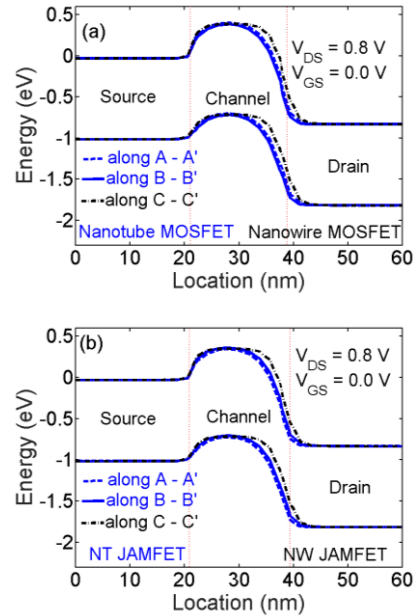 (a)
0.5
0
-0.5
-1
-1.5
-2
Energy (eV)
V_DS = 0.8 V
V_GS = 0.0 V
Source
Channel
Drain
along A - A'
along B - B'
along C - C'
Nanotube MOSFET
Nanowire MOSFET
0 10 20 30 40 50 60
Location (nm)
(b)
0.5
0
-0.5
-1
-1.5
-2
Energy (eV)
V_DS = 0.8 V
V_GS = 0.0 V
Source
Channel
Drain
along A - A'
along B - B'
along C - C'
NT JAMFET
NW JAMFET
0 10 20 30 40 50 60
Location (nm)